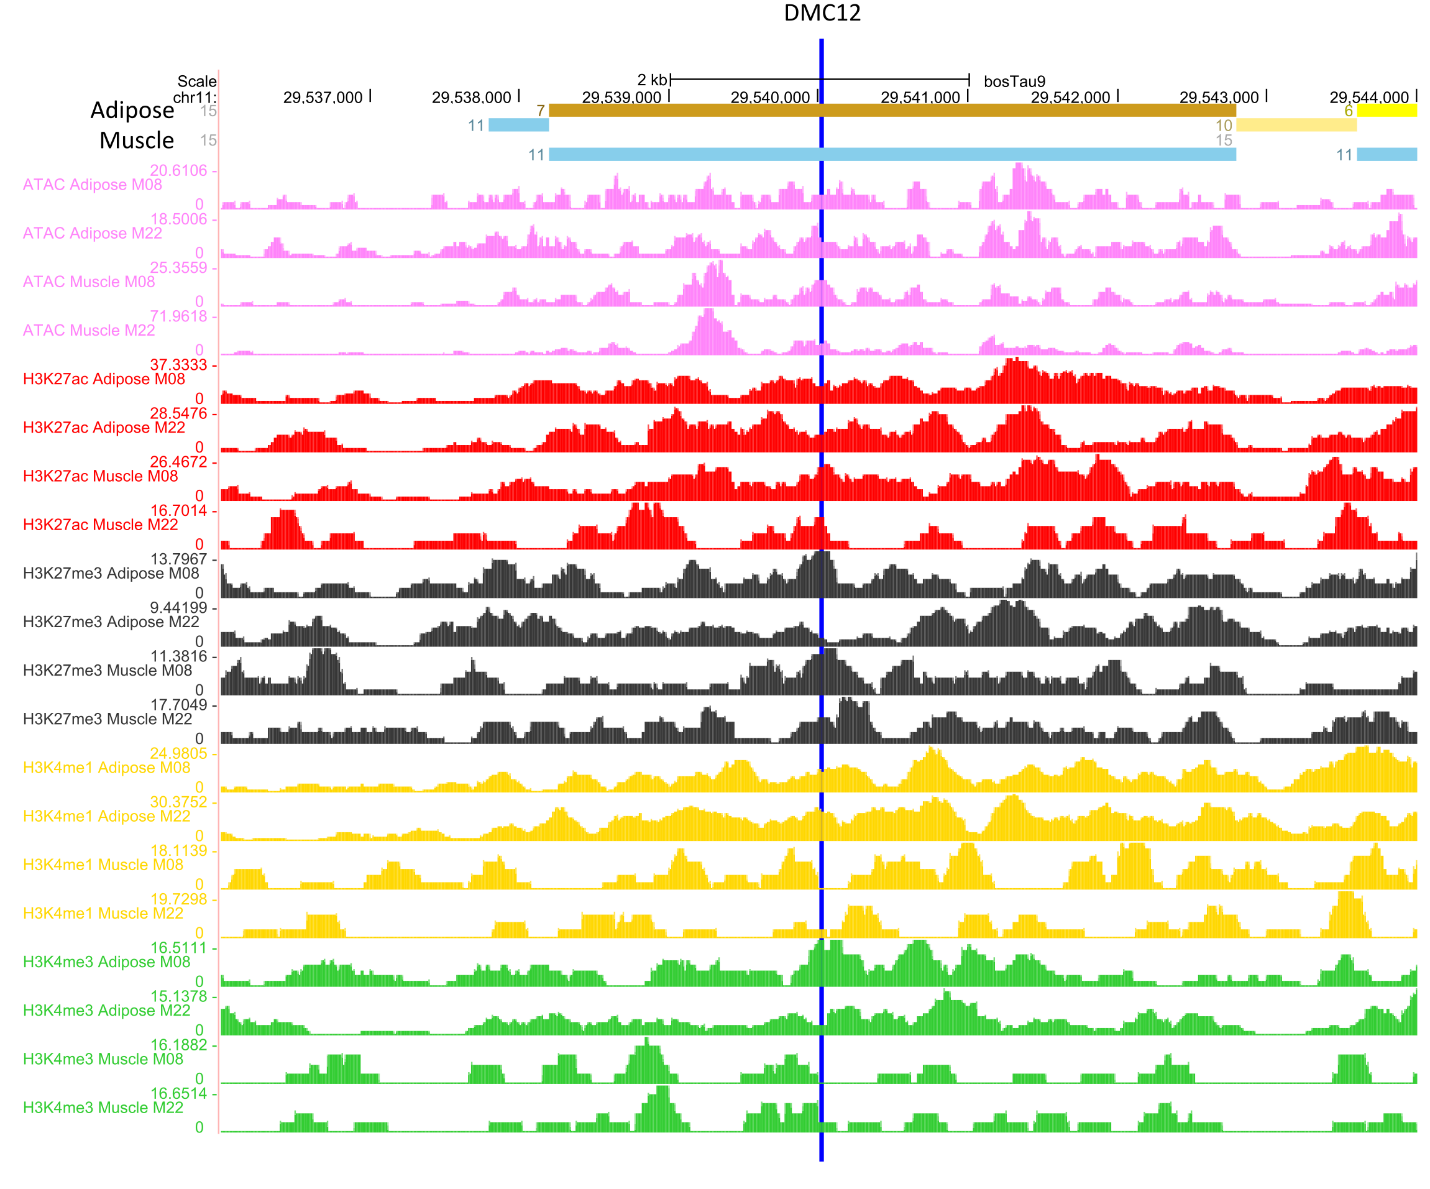 DMC12
Scale 2 kb bosTau9
chr11: 29,537,000 29,538,000 29,539,000 29,540,000 29,541,000 29,542,000 29,543,000 29,544,000
Adipose 15 7 6
11 10
Muscle 15 15
11 11
20.6106 -
ATAC Adipose M08
0
18.5006 -
ATAC Adipose M22
0
25.3559 -
ATAC Muscle M08
0
71.9618 -
ATAC Muscle M22
0
37.3333 -
H3K27ac Adipose M08
0
28.5476 -
H3K27ac Adipose M22
0
26.4672 -
H3K27ac Muscle M08
0
16.7014 -
H3K27ac Muscle M22
0
13.7967 -
H3K27me3 Adipose M08
0
9.44199 -
H3K27me3 Adipose M22
0
11.3816 -
H3K27me3 Muscle M08
0
17.7049 -
H3K27me3 Muscle M22
0
24.9805 -
H3K4me1 Adipose M08
0
30.3752 -
H3K4me1 Adipose M22
0
18.1139 -
H3K4me1 Muscle M08
0
19.7298 -
H3K4me1 Muscle M22
0
16.5111 -
H3K4me3 Adipose M08
0
15.1378 -
H3K4me3 Adipose M22
0
16.1882 -
H3K4me3 Muscle M08
0
16.6514 -
H3K4me3 Muscle M22
0